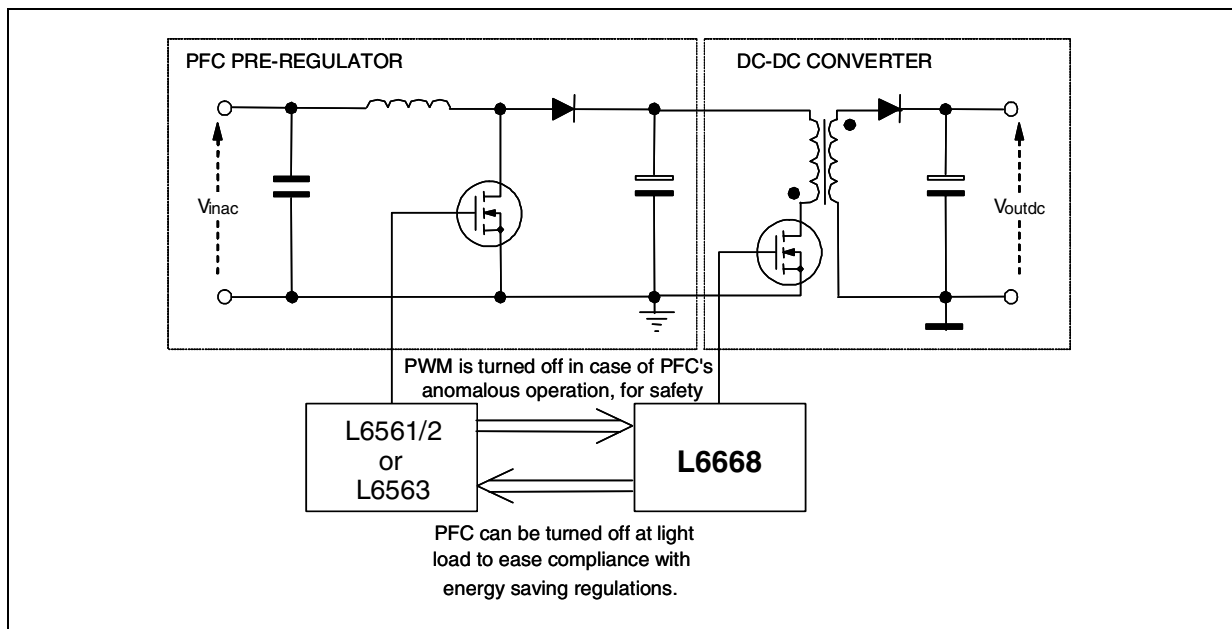 PFC PRE-REGULATOR
DC-DC CONVERTER
Vinac
Voutdc
PWM is turned off in case of PFC's
anomalous operation, for safety
L6561/2
or
L6563
L6668
PFC can be turned off at light
load to ease compliance with
energy saving regulations.